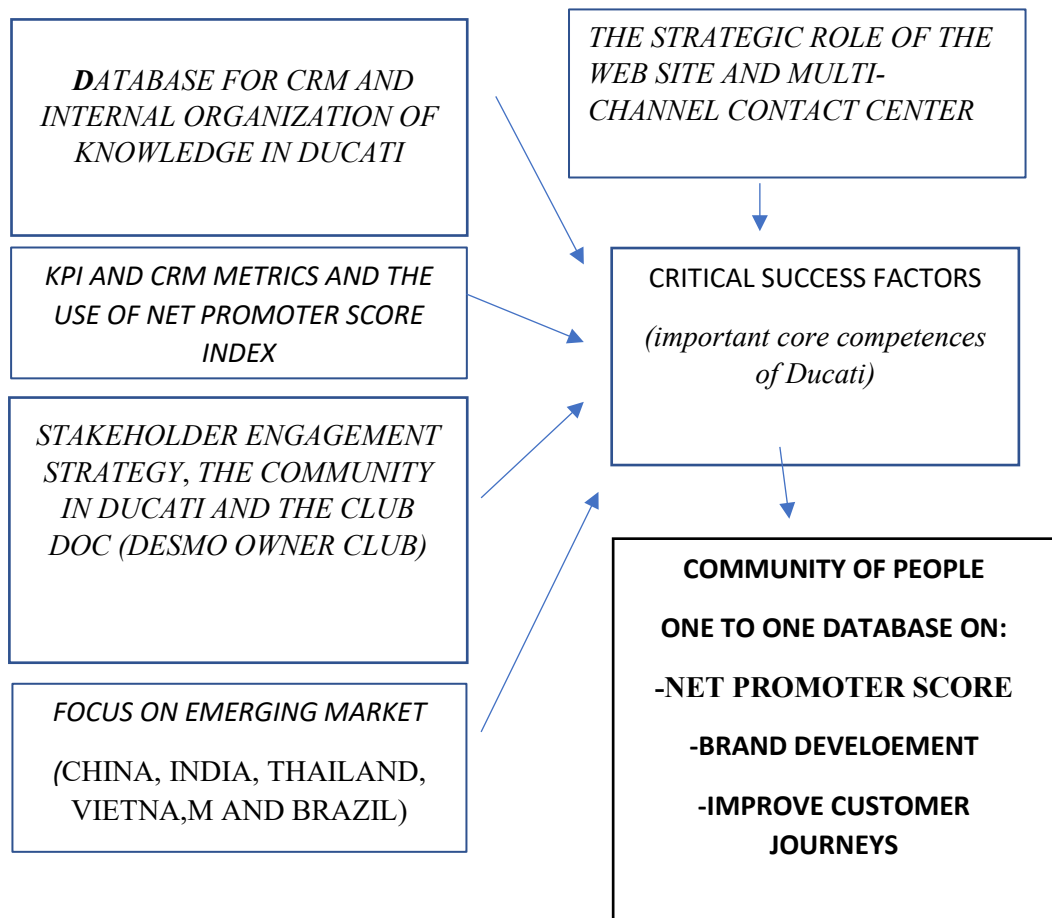 DATABASE FOR CRM AND
INTERNAL ORGANIZATION OF
KNOWLEDGE IN DUCATI
THE STRATEGIC ROLE OF THE
WEB SITE AND MULTI-
CHANNEL CONTACT CENTER
KPI AND CRM METRICS AND THE
USE OF NET PROMOTER SCORE
INDEX
CRITICAL SUCCESS FACTORS
(important core competences
of Ducati)
STAKEHOLDER ENGAGEMENT
STRATEGY, THE COMMUNITY
IN DUCATI AND THE CLUB
DOC (DESMO OWNER CLUB)
FOCUS ON EMERGING MARKET
(CHINA, INDIA, THAILAND,
VIETNA,M AND BRAZIL)
COMMUNITY OF PEOPLE
ONE TO ONE DATABASE ON:
-NET PROMOTER SCORE
-BRAND DEVELOEMENT
-IMPROVE CUSTOMER
JOURNEYS